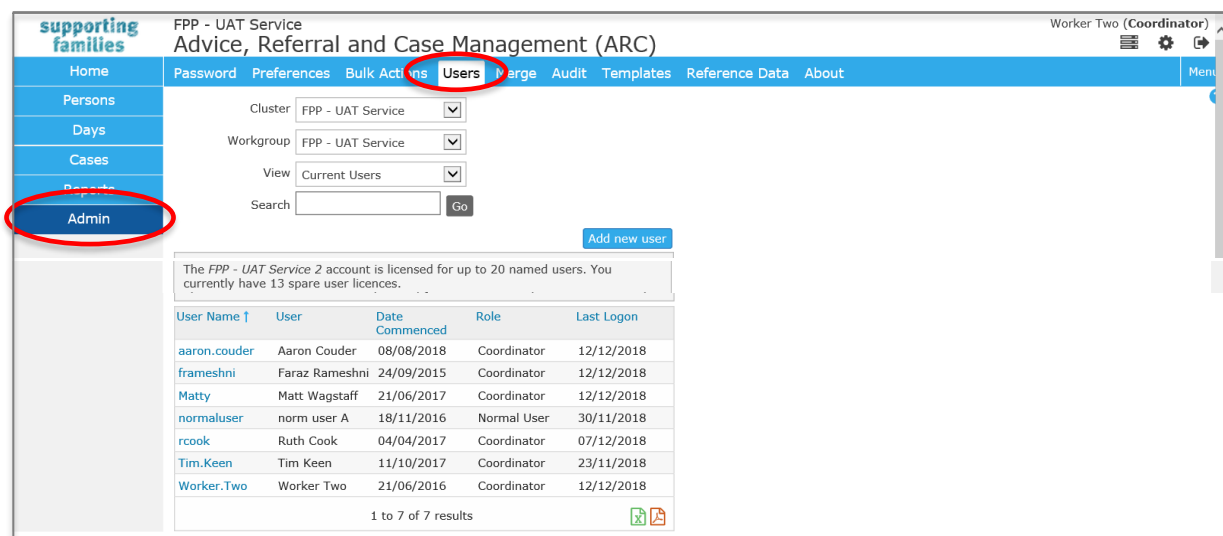 supporting
families
FPP - UAT Service
Advice, Referral and Case Management (ARC)
Worker Two (Coordinator)
Home
Persons
Days
Cases
Reports
Admin
Password Preferences Bulk Actions Users Merge Audit Templates Reference Data About
Menu
Cluster FPP - UAT Service
Workgroup FPP - UAT Service
View Current Users
Search Go
Add new user
The FPP - UAT Service 2 account is licensed for up to 20 named users. You
currently have 13 spare user licences.
User Name ↑ User Date Commenced Role Last Logon
aaron.couder Aaron Couder 08/08/2018 Coordinator 12/12/2018
frameshni Faraz Rameshni 24/09/2015 Coordinator 12/12/2018
Matty Matt Wagstaff 21/06/2017 Coordinator 12/12/2018
normaluser norm user A 18/11/2016 Normal User 30/11/2018
rcook Ruth Cook 04/04/2017 Coordinator 07/12/2018
Tim.Keen Tim Keen 11/10/2017 Coordinator 23/11/2018
Worker.Two Worker Two 21/06/2016 Coordinator 12/12/2018
1 to 7 of 7 results